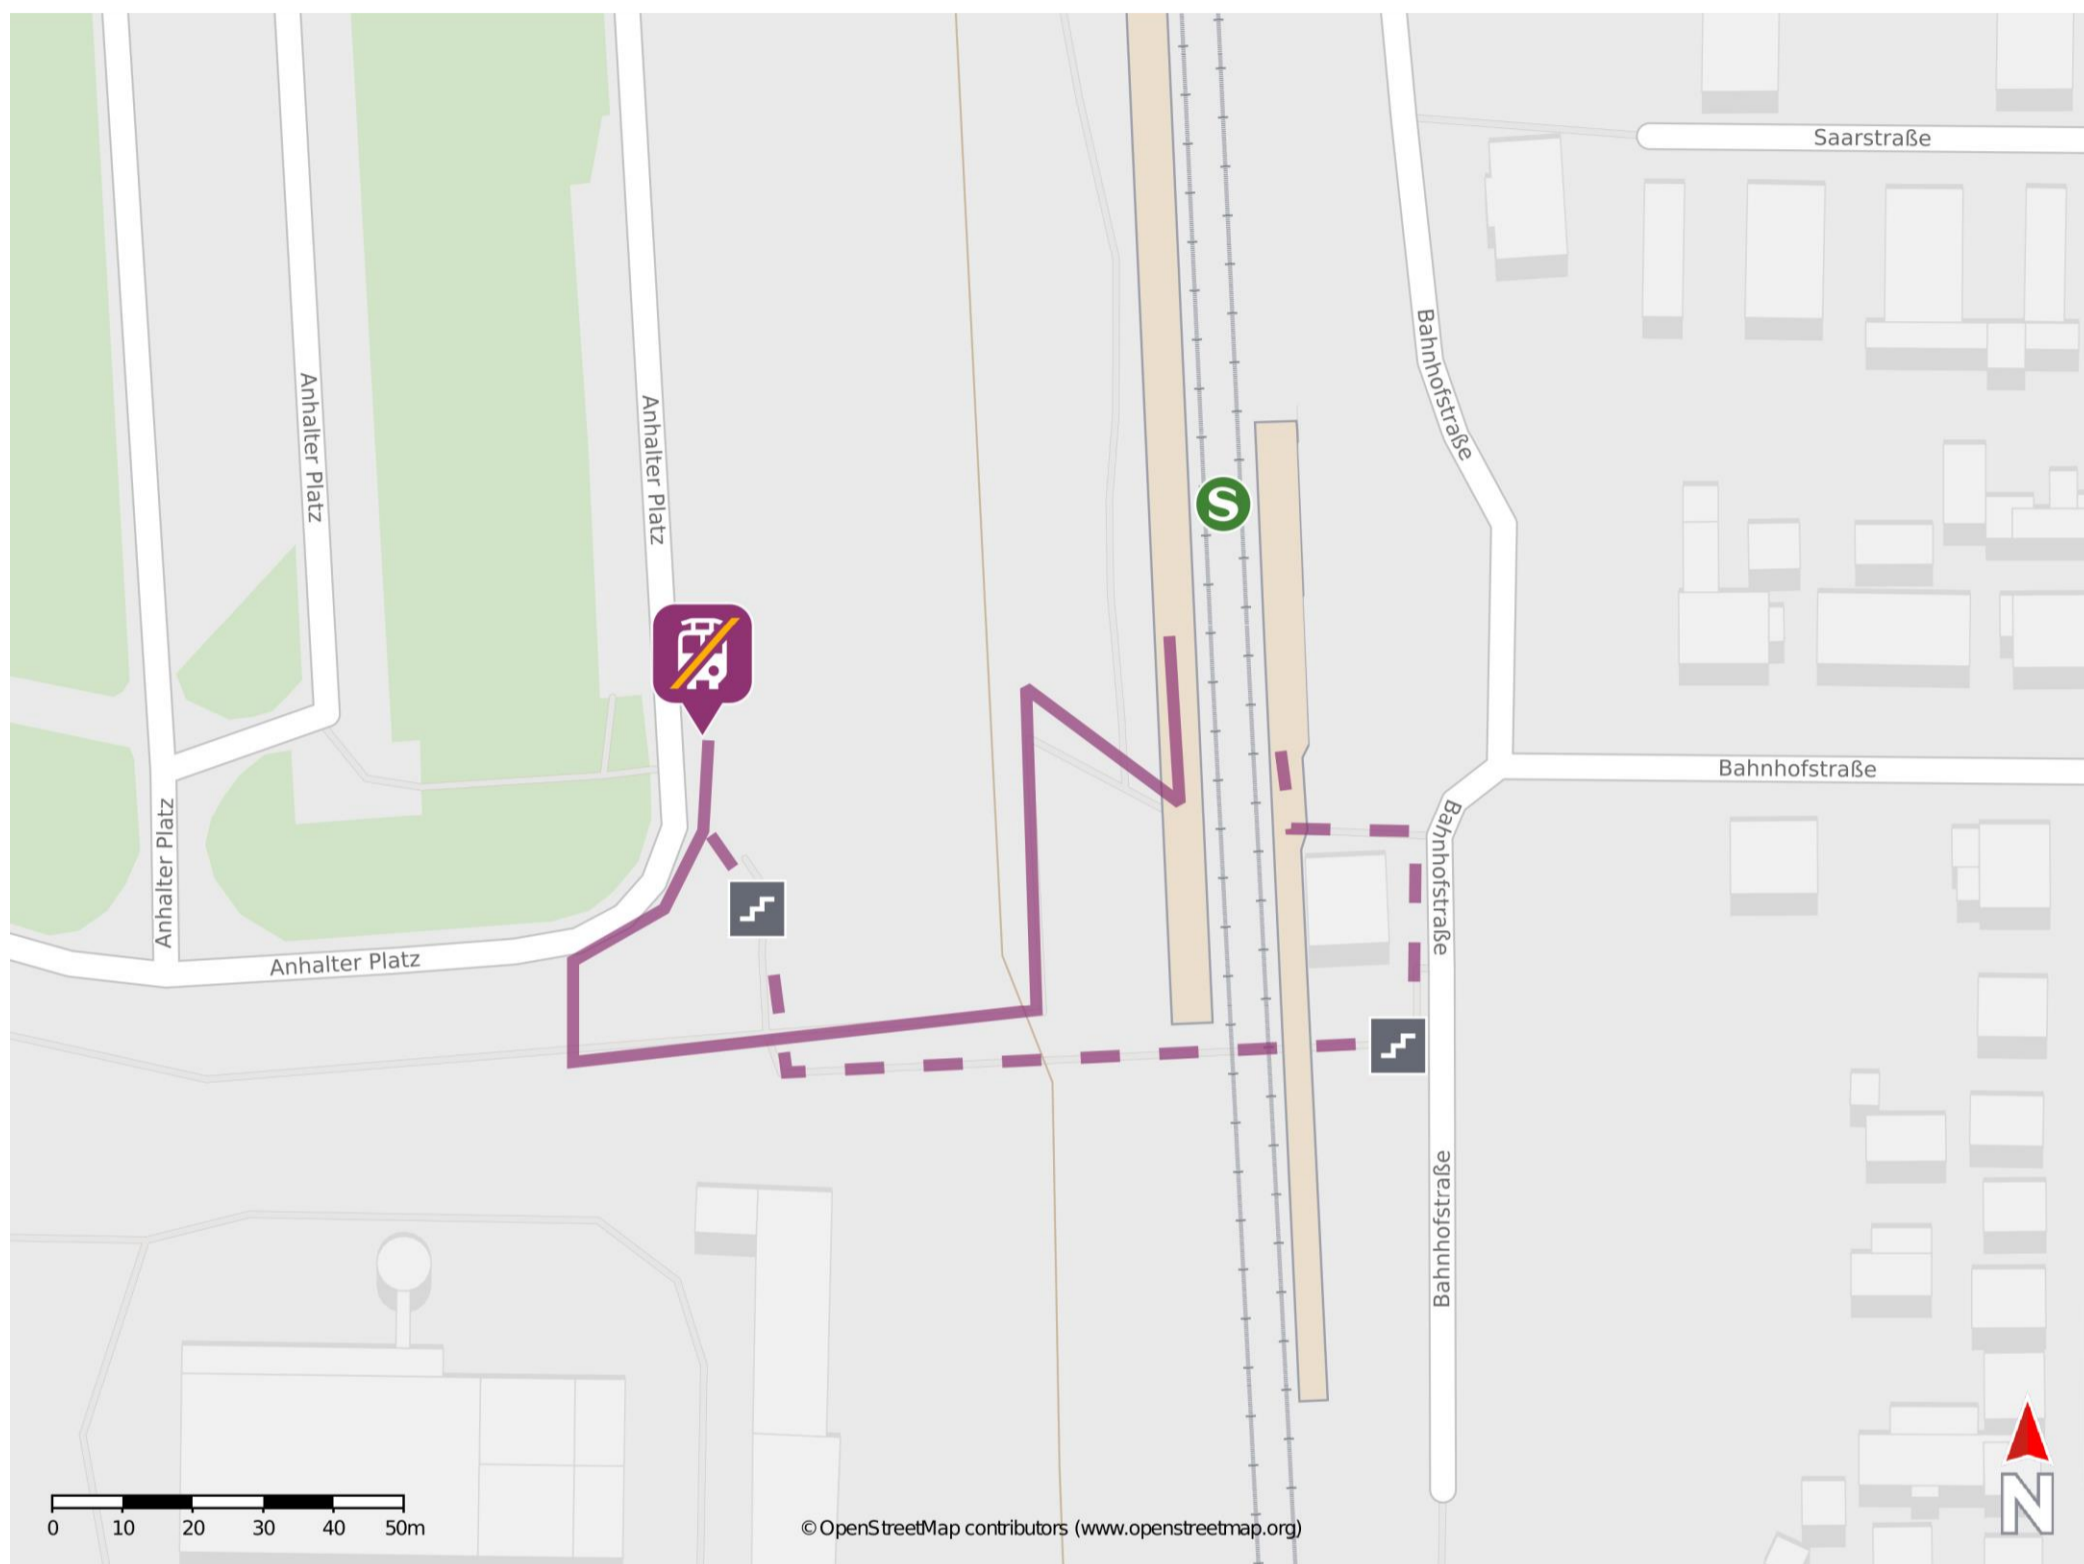 Saarstraße
Bahnhofstraße
Anhalter Platz
Anhalter Platz
S
Bahnhofstraße
Anhalter Platz
Bahnhofstraße
Anhalter Platz
Bahnhofstraße
N
0 10 20 30 40 50m
© OpenStreetMap contributors (www.openstreetmap.org)